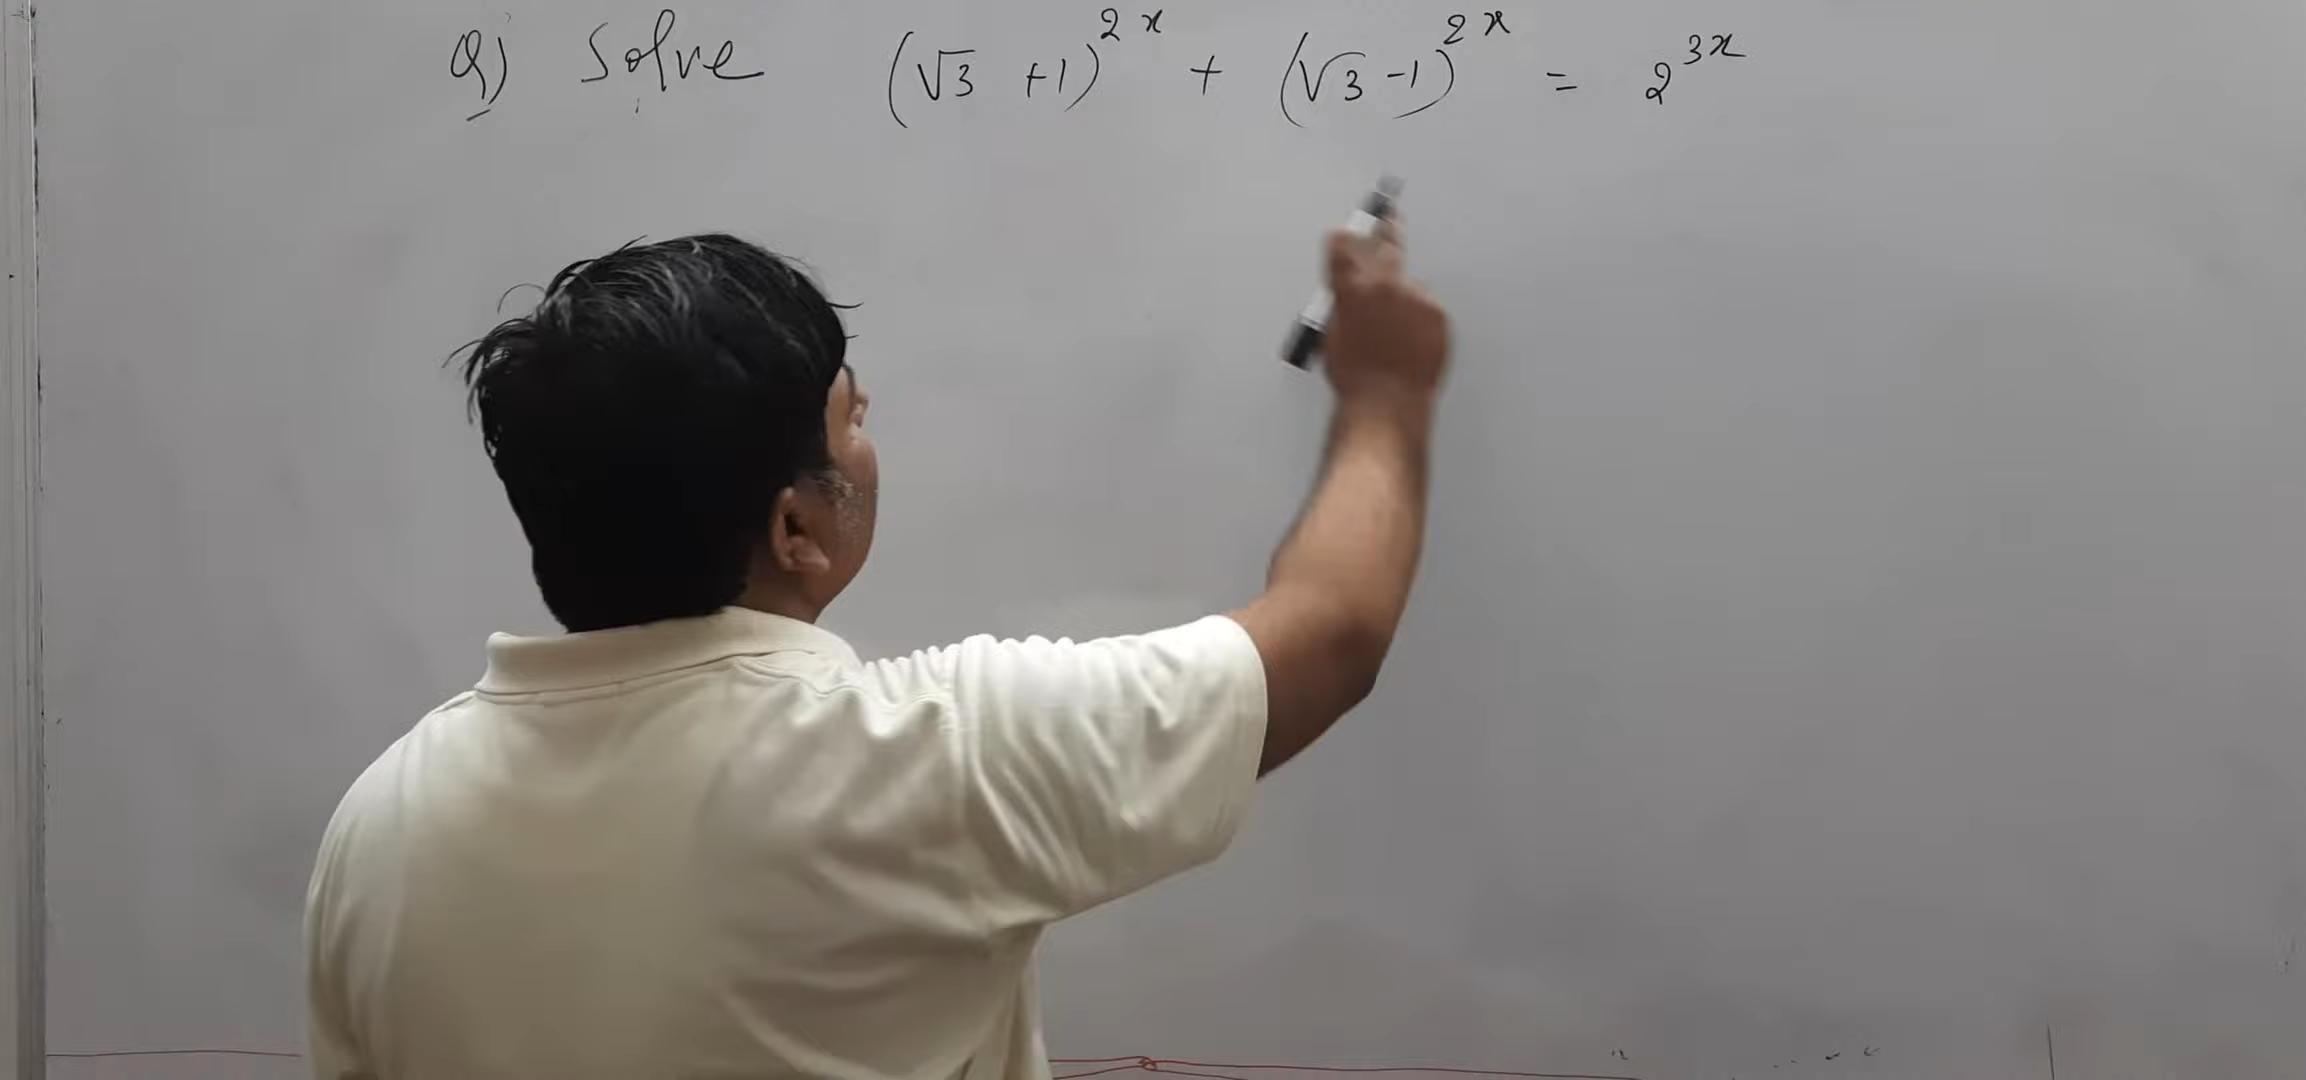 Q) Solve (√3 +1)^2x + (√3 -1)^2x = 2^3x